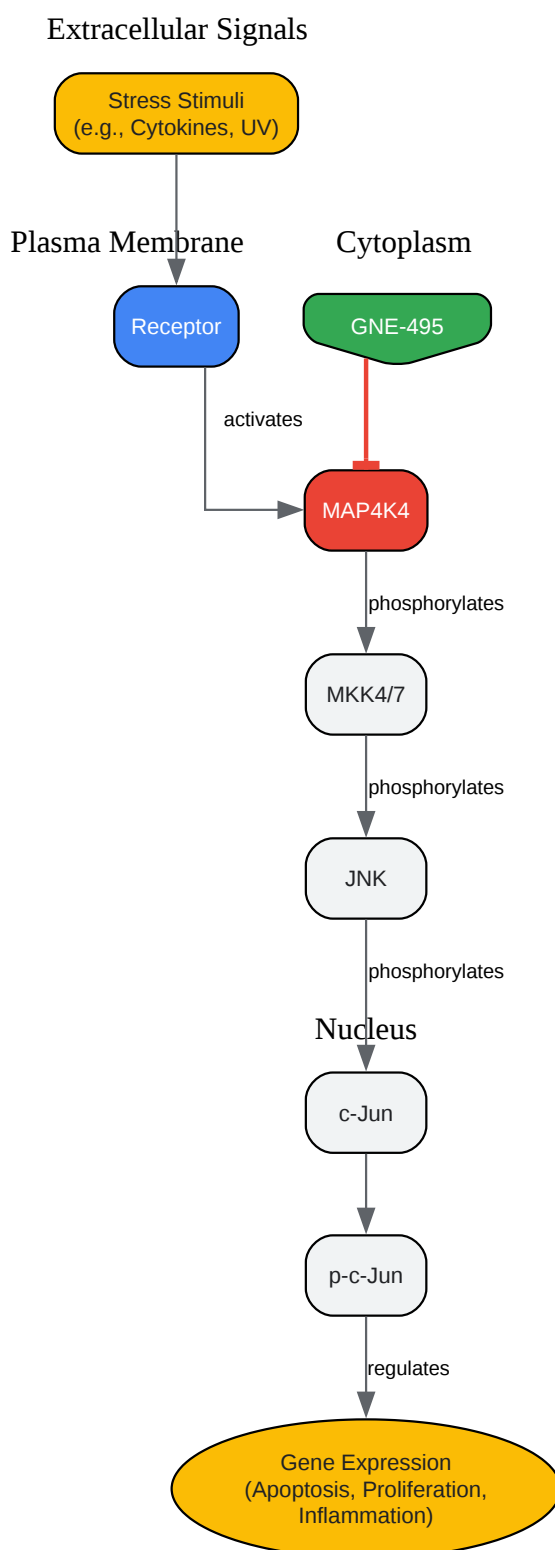 Extracellular Signals
Stress Stimuli
(e.g., Cytokines, UV)
Plasma Membrane
Cytoplasm
Receptor
GNE-495
activates
MAP4K4
phosphorylates
MKK4/7
phosphorylates
JNK
phosphorylates
Nucleus
c-Jun
p-c-Jun
regulates
Gene Expression
(Apoptosis, Proliferation,
Inflammation)